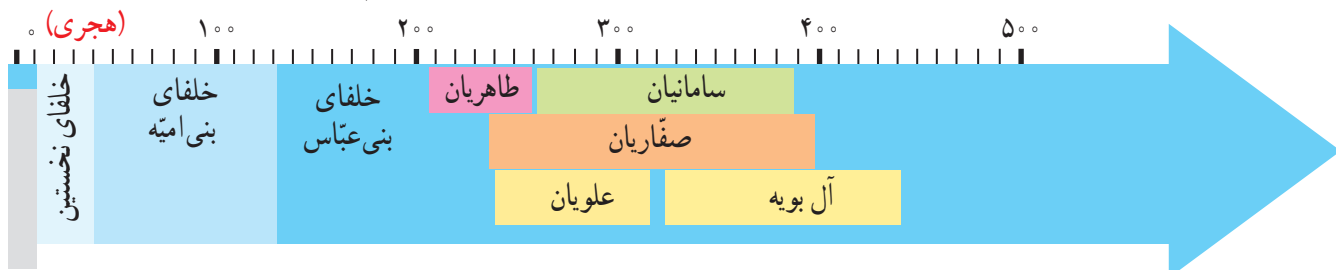 ۰ (هجری) ۱۰۰ ۲۰۰ ۳۰۰ ۴۰۰ ۵۰۰
خلفای نخستین
خلفای
بنی‌امیّه
خلفای
بنی‌عبّاس
طاهریان
سامانیان
صفّاریان
علویان
آل بویه